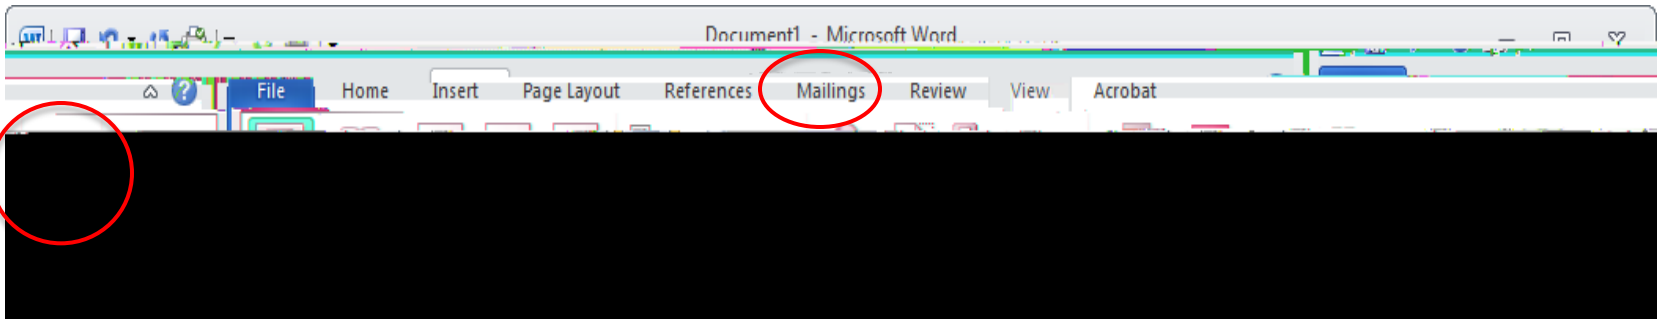 Document1 - Microsoft Word
File Home Insert Page Layout References Mailings Review View Acrobat